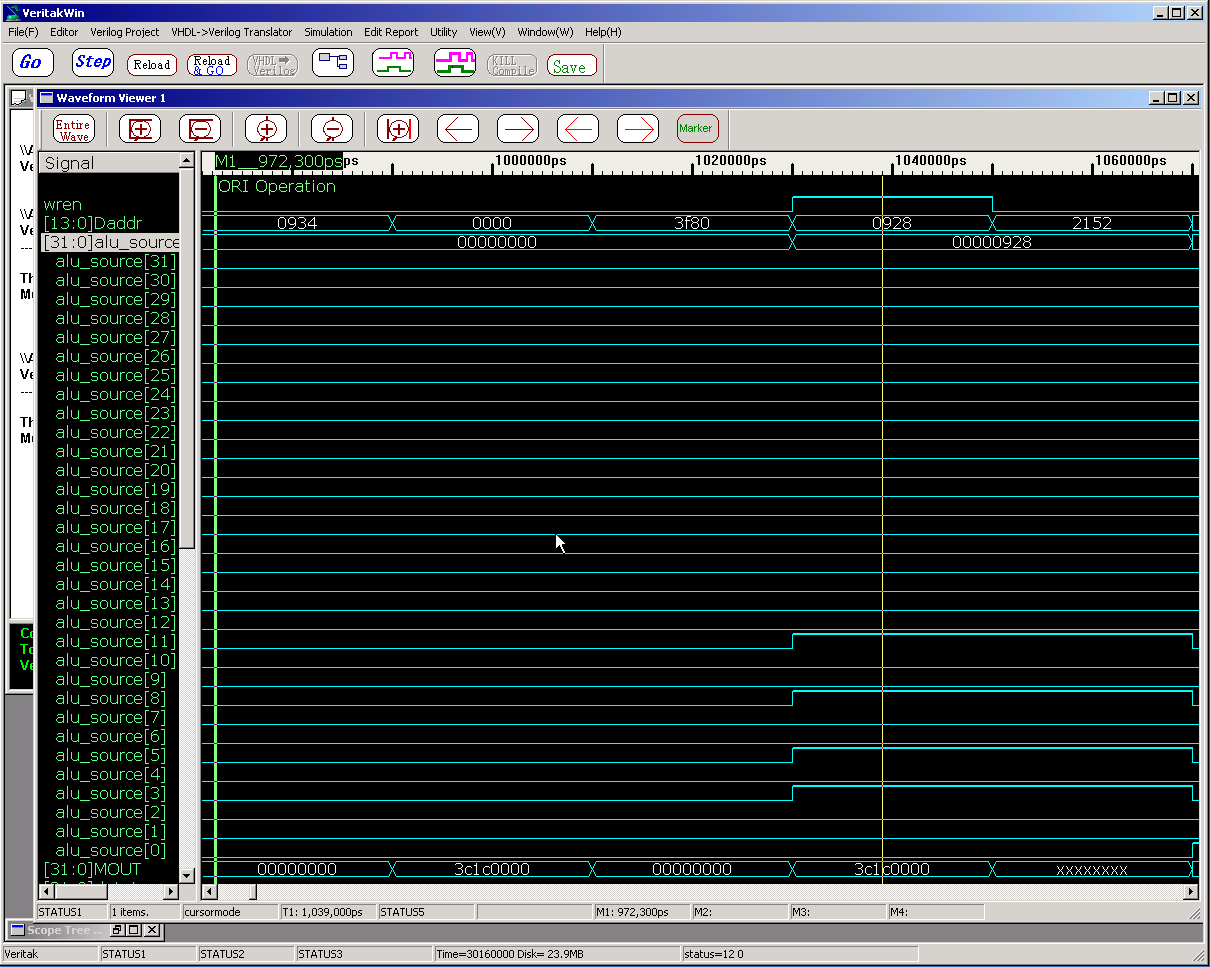 VeritakWin
File(F) Editor Verilog Project VHDL->Verilog Translator Simulation Edit Report Utility View(V) Window(W) Help(H)
Go Step Reload Reload & GO VHDL Verilog KILL Compile Save
Waveform Viewer 1
Entire Wave Marker
Signal M1__972,300ps ps 1000000ps 1020000ps 1040000ps 1060000ps
ORI Operation
wren
[13:0]Daddr 0934 0000 3f80 0928 2152
[31:0]alu_source 00000000 00000928
alu_source[31]
alu_source[30]
alu_source[29]
alu_source[28]
alu_source[27]
alu_source[26]
alu_source[25]
alu_source[24]
alu_source[23]
alu_source[22]
alu_source[21]
alu_source[20]
alu_source[19]
alu_source[18]
alu_source[17]
alu_source[16]
alu_source[15]
alu_source[14]
alu_source[13]
alu_source[12]
alu_source[11]
alu_source[10]
alu_source[9]
alu_source[8]
alu_source[7]
alu_source[6]
alu_source[5]
alu_source[4]
alu_source[3]
alu_source[2]
alu_source[1]
alu_source[0]
[31:0]MOUT 00000000 3c1c0000 00000000 3c1c0000 xxxxxxxx
STATUS1 1 items. cursormode T1: 1,039,000ps STATUS5 M1: 972,300ps M2: M3: M4:
Scope Tree ...
Veritak STATUS1 STATUS2 STATUS3 Time=30160000 Disk= 23.9MB status=12 0